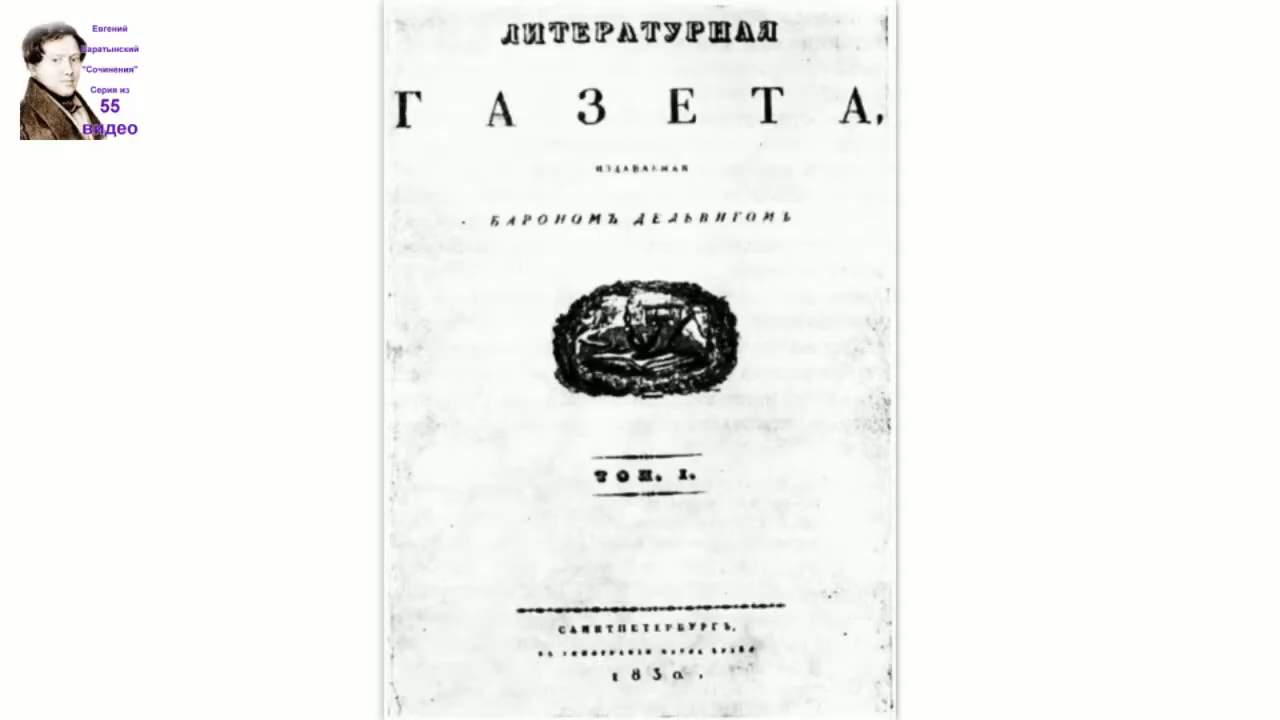 Евгений
Баратынский
"Сочинения"
Серия из
55
видео
ЛИТЕРАТУРНАЯ
ГАЗЕТА,
ИЗДАВАЕМАЯ
БАРОНОМЪ ДЕЛЬВИГОМЪ
ТОМ. I.
САНКТПЕТЕРБУРГЪ,
1830.